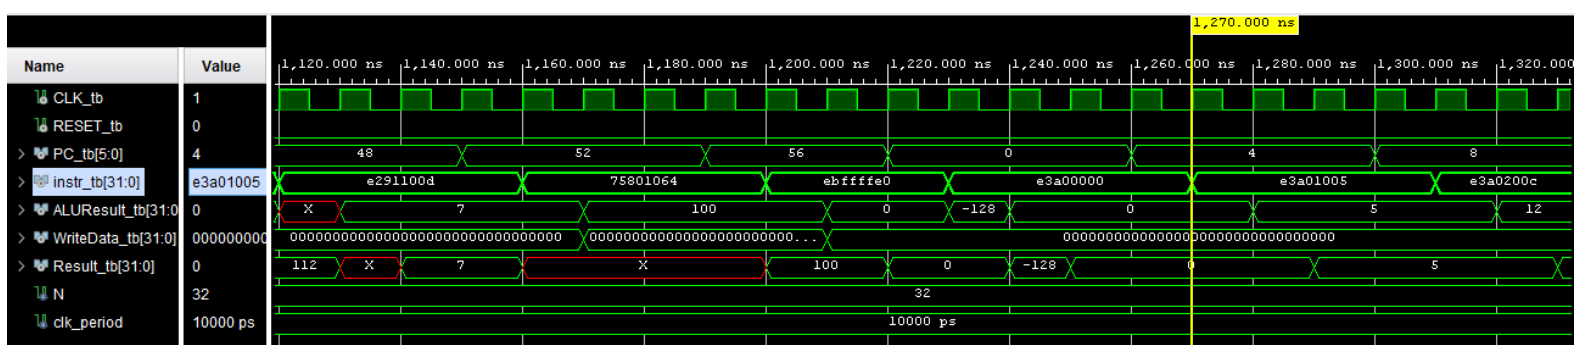 1,270.000 ns
Name Value 1,120.000 ns 1,140.000 ns 1,160.000 ns 1,180.000 ns 1,200.000 ns 1,220.000 ns 1,240.000 ns 1,260.000 ns 1,280.000 ns 1,300.000 ns 1,320.000
CLK_tb 1
RESET_tb 0
PC_tb[5:0] 4 48 52 56 0 4 8
instr_tb[31:0] e3a01005 e291100d 75801064 ebffffe0 e3a00000 e3a01005 e3a0200c
ALUResult_tb[31:0 0 X 7 100 0 -128 0 5 12
WriteData_tb[31:0] 000000000 00000000000000000000000000000000 000000000000000000000000... 00000000000000000000000000000000
Result_tb[31:0] 0 112 X 7 X 100 0 -128 0 5
N 32 32
clk_period 10000 ps 10000 ps